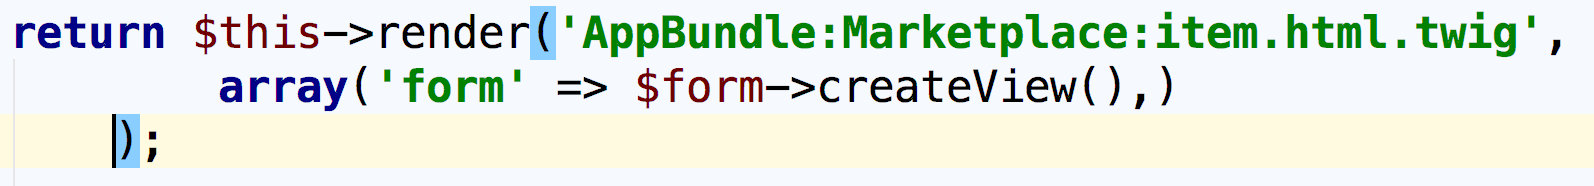 return $this->render('AppBundle:Marketplace:item.html.twig',
array('form' => $form->createView(),)
);